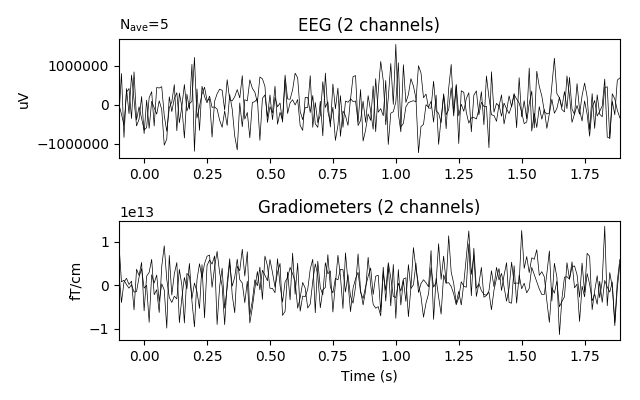 N_ave=5
EEG (2 channels)
uV
1000000
0
−1000000
0.00 0.25 0.50 0.75 1.00 1.25 1.50 1.75
1e13
Gradiometers (2 channels)
fT/cm
1
0
−1
0.00 0.25 0.50 0.75 1.00 1.25 1.50 1.75
Time (s)